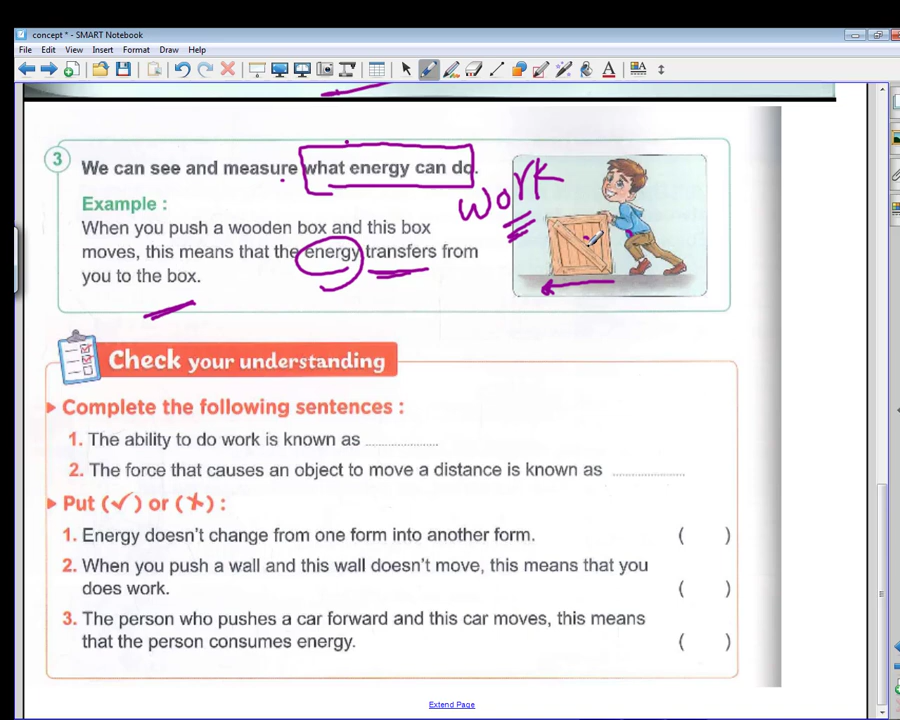 concept * - SMART Notebook
File Edit View Insert Format Draw Help
3
We can see and measure what energy can do.
work
Example :
When you push a wooden box and this box
moves, this means that the energy transfers from
you to the box.
Check your understanding
Complete the following sentences :
1. The ability to do work is known as ....................
2. The force that causes an object to move a distance is known as ....................
Put (✓) or (✗) :
1. Energy doesn't change from one form into another form. ( )
2. When you push a wall and this wall doesn't move, this means that you
does work. ( )
3. The person who pushes a car forward and this car moves, this means
that the person consumes energy. ( )
Extend Page